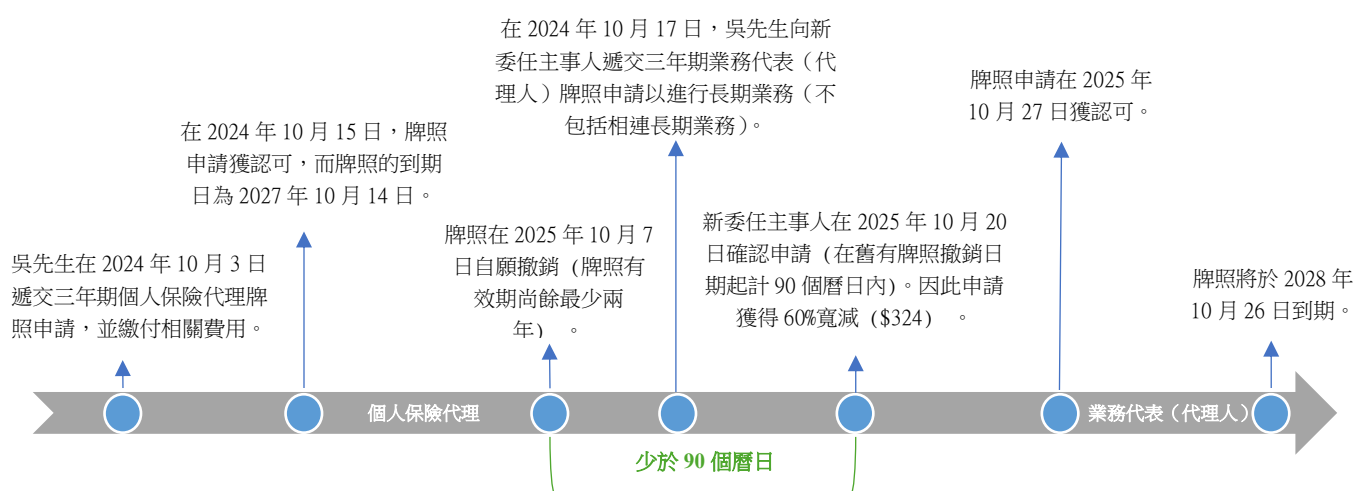 吳先生在 2024 年 10 月 3 日
遞交三年期個人保險代理牌
照申請，並繳付相關費用。
在 2024 年 10 月 15 日，牌照
申請獲認可，而牌照的到期
日為 2027 年 10 月 14 日。
牌照在 2025 年 10 月 7
日自願撤銷 (牌照有
效期尚餘最少兩
年) 。
在 2024 年 10 月 17 日，吳先生向新
委任主事人遞交三年期業務代表（代
理人）牌照申請以進行長期業務（不
包括相連長期業務）。
新委任主事人在 2025 年 10 月 20
日確認申請 (在舊有牌照撤銷日
期起計 90 個曆日內)。因此申請
獲得 60%寬減 ($324) 。
牌照申請在 2025 年
10 月 27 日獲認可。
牌照將於 2028 年
10 月 26 日到期。
個人保險代理
業務代表（代理人）
少於 90 個曆日